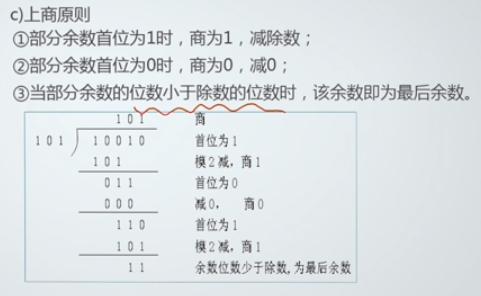 c)上商原则
①部分余数首位为1时，商为1，减除数；
②部分余数首位为0时，商为0，减0；
③当部分余数的位数小于除数的位数时，该余数即为最后余数。
101 商
101 10010 首位为1
101 模2减，商1
011 首位为0
000 减0， 商0
110 首位为1
101 模2减，商1
11 余数位数少于除数,为最后余数